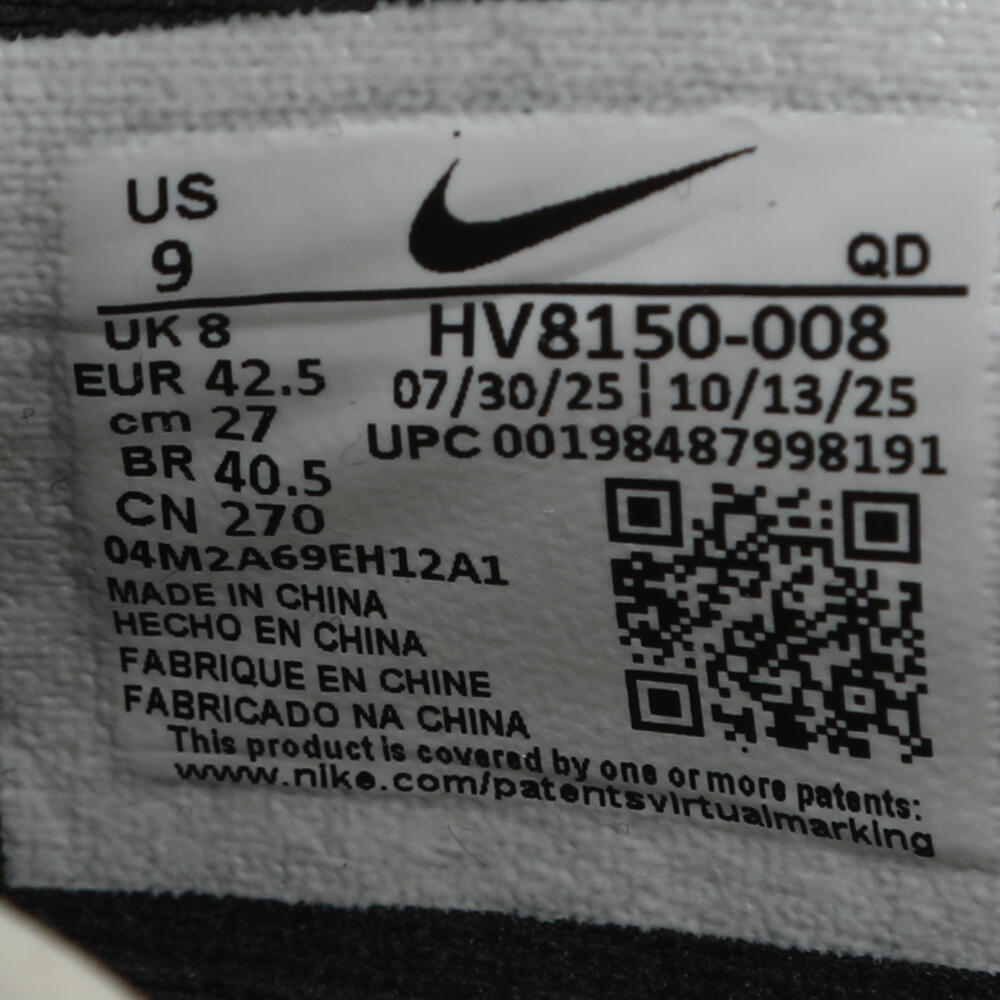 US
9
QD
UK 8
EUR 42.5
cm 27
BR 40.5
CN 270
HV8150-008
07/30/25 ¦ 10/13/25
UPC 00198487998191
04M2A69EH12A1
MADE IN CHINA
HECHO EN CHINA
FABRIQUE EN CHINE
FABRICADO NA CHINA
This product is covered by one or more patents:
www.nike.com/patentsvirtualmarking